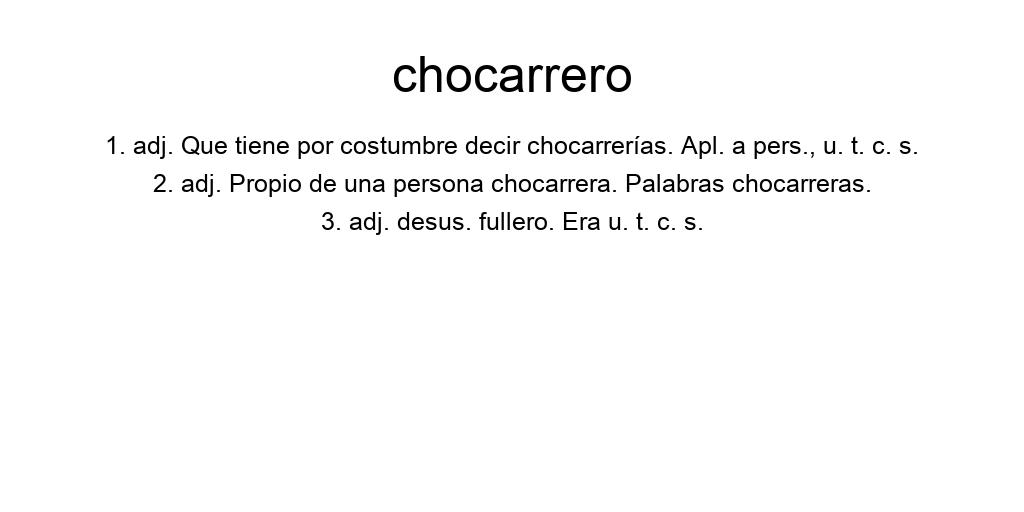 chocarrero
1. adj. Que tiene por costumbre decir chocarrerías. Apl. a pers., u. t. c. s.
2. adj. Propio de una persona chocarrera. Palabras chocarreras.
3. adj. desus. fullero. Era u. t. c. s.